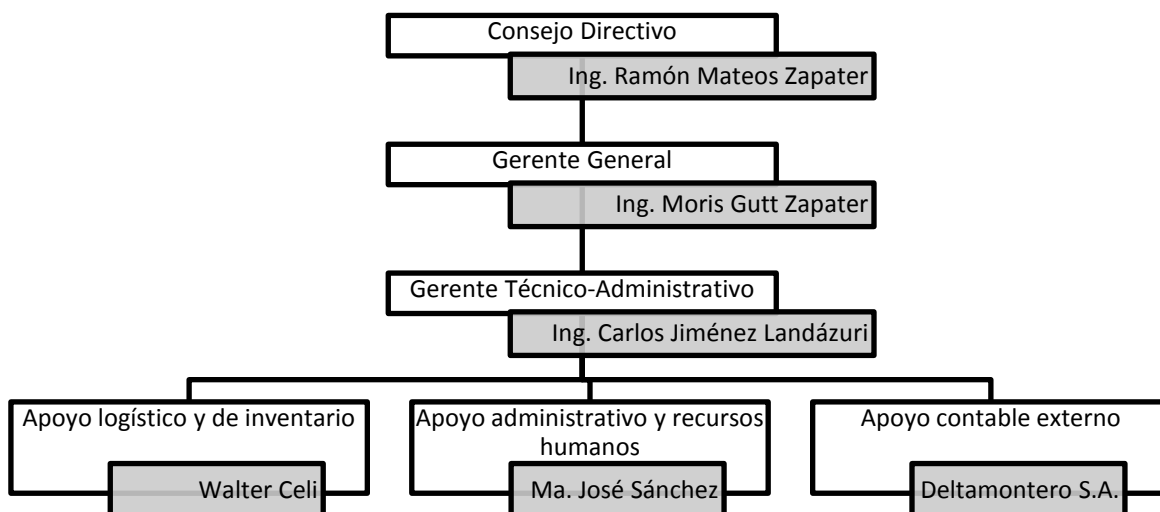 Consejo Directivo
Ing. Ramón Mateos Zapater
Gerente General
Ing. Moris Gutt Zapater
Gerente Técnico-Administrativo
Ing. Carlos Jiménez Landázuri
Apoyo logístico y de inventario
Walter Celi
Apoyo administrativo y recursos
humanos
Ma. José Sánchez
Apoyo contable externo
Deltamontero S.A.